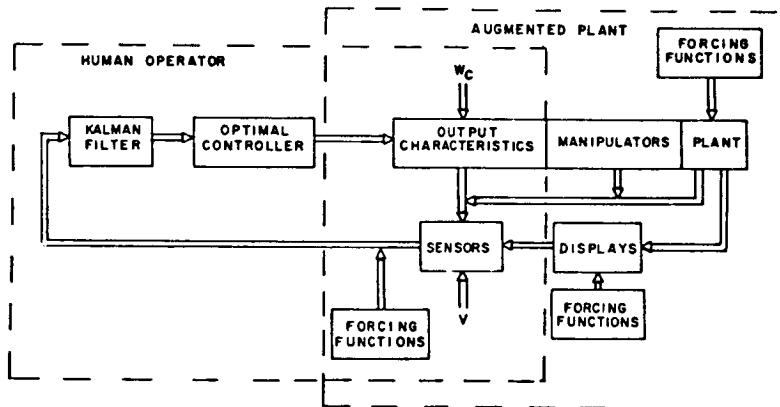 AUGMENTED PLANT
HUMAN OPERATOR
FORCING
FUNCTIONS
W_C
KALMAN
FILTER
OPTIMAL
CONTROLLER
OUTPUT
CHARACTERISTICS
MANIPULATORS
PLANT
SENSORS
DISPLAYS
V
FORCING
FUNCTIONS
FORCING
FUNCTIONS